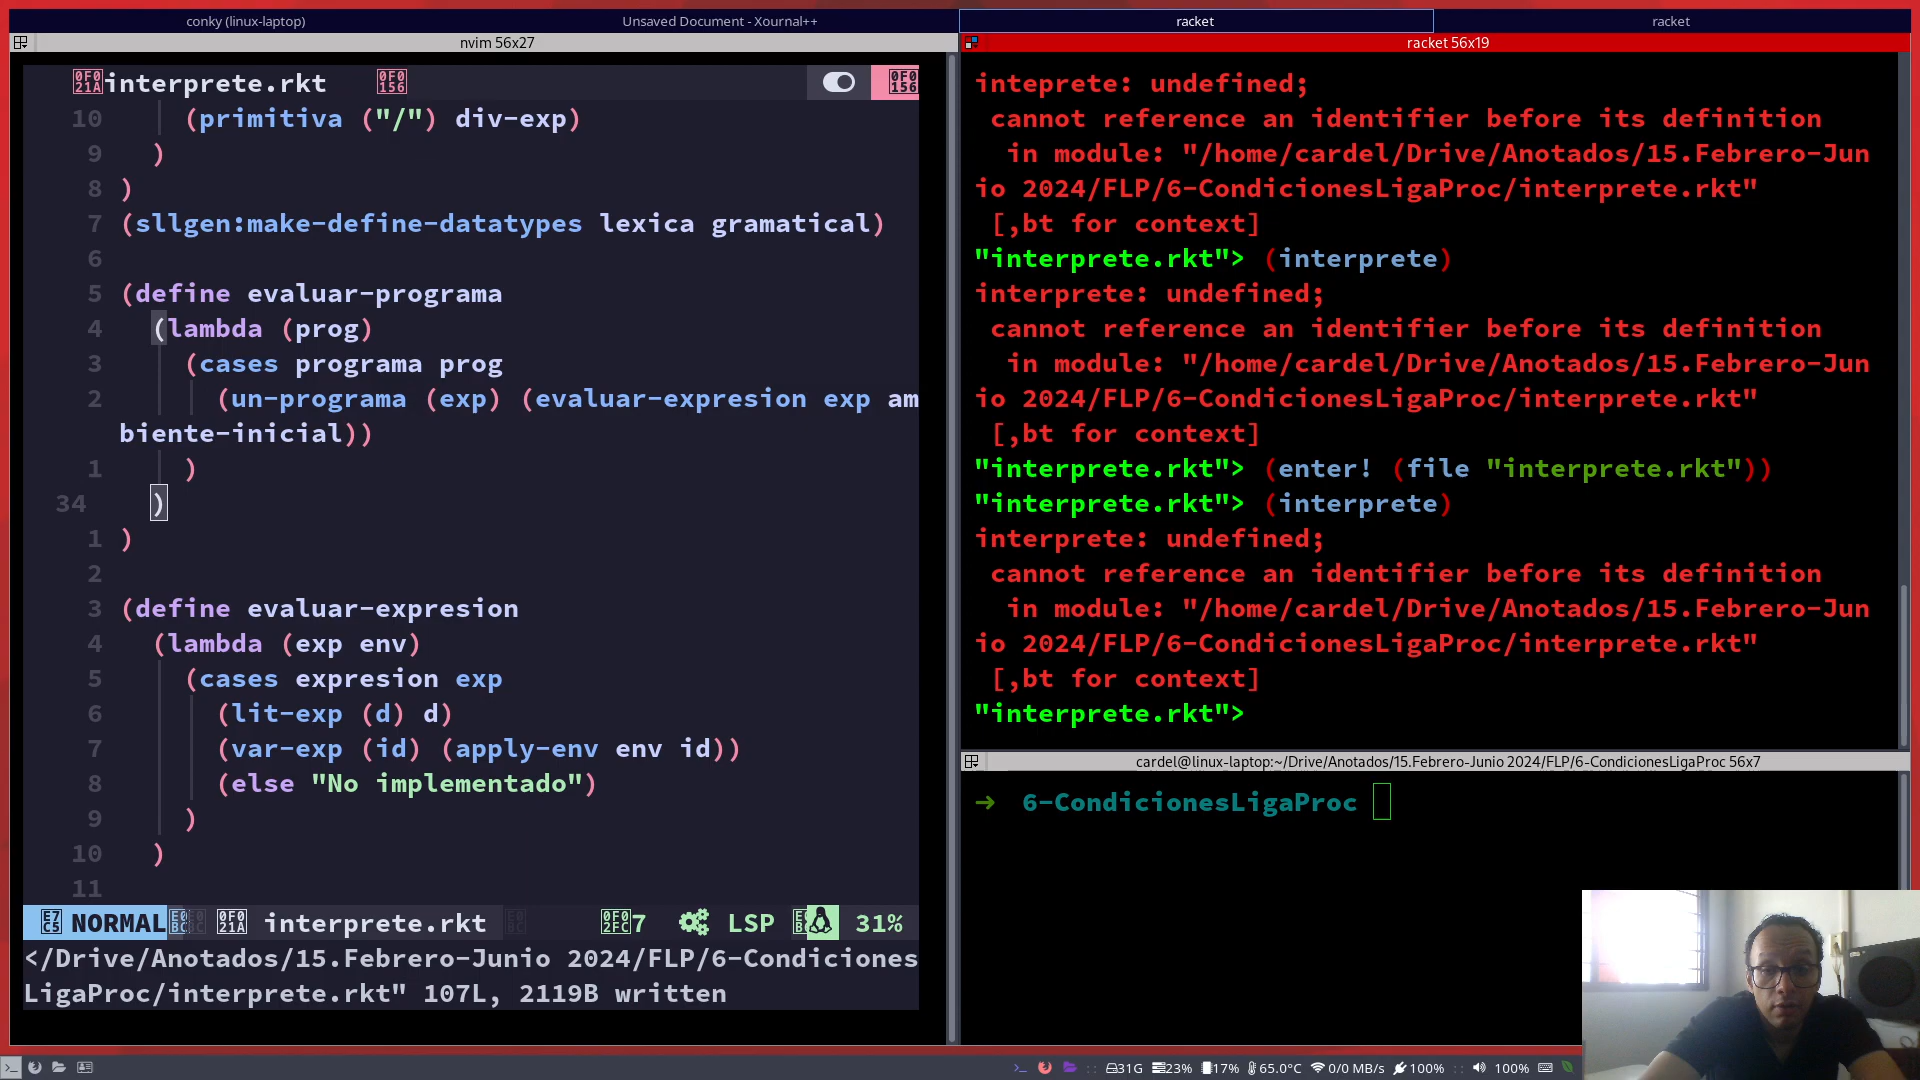 conky (linux-laptop)
Unsaved Document - Xournal++
racket
racket
nvim 56x27
interprete.rkt
10 (primitiva ("/") div-exp)
9 )
8 )
7 (sllgen:make-define-datatypes lexica gramatical)
6
5 (define evaluar-programa
4 (lambda (prog)
3 (cases programa prog
2 (un-programa (exp) (evaluar-expresion exp am
biente-inicial))
1 )
34 )
1 )
2
3 (define evaluar-expresion
4 (lambda (exp env)
5 (cases expresion exp
6 (lit-exp (d) d)
7 (var-exp (id) (apply-env env id))
8 (else "No implementado")
9 )
10 )
11
NORMAL interprete.rkt 7 LSP 31%
</Drive/Anotados/15.Febrero-Junio 2024/FLP/6-Condiciones
LigaProc/interprete.rkt" 107L, 2119B written
racket 56x19
inteprete: undefined;
cannot reference an identifier before its definition
in module: "/home/cardel/Drive/Anotados/15.Febrero-Jun
io 2024/FLP/6-CondicionesLigaProc/interprete.rkt"
[,bt for context]
"interprete.rkt"> (interprete)
interprete: undefined;
cannot reference an identifier before its definition
in module: "/home/cardel/Drive/Anotados/15.Febrero-Jun
io 2024/FLP/6-CondicionesLigaProc/interprete.rkt"
[,bt for context]
"interprete.rkt"> (enter! (file "interprete.rkt"))
"interprete.rkt"> (interprete)
interprete: undefined;
cannot reference an identifier before its definition
in module: "/home/cardel/Drive/Anotados/15.Febrero-Jun
io 2024/FLP/6-CondicionesLigaProc/interprete.rkt"
[,bt for context]
"interprete.rkt">
cardel@linux-laptop:~/Drive/Anotados/15.Febrero-Junio 2024/FLP/6-CondicionesLigaProc 56x7
➜ 6-CondicionesLigaProc
31G 23% 17% 65.0°C 0/0 MB/s 100% 100%